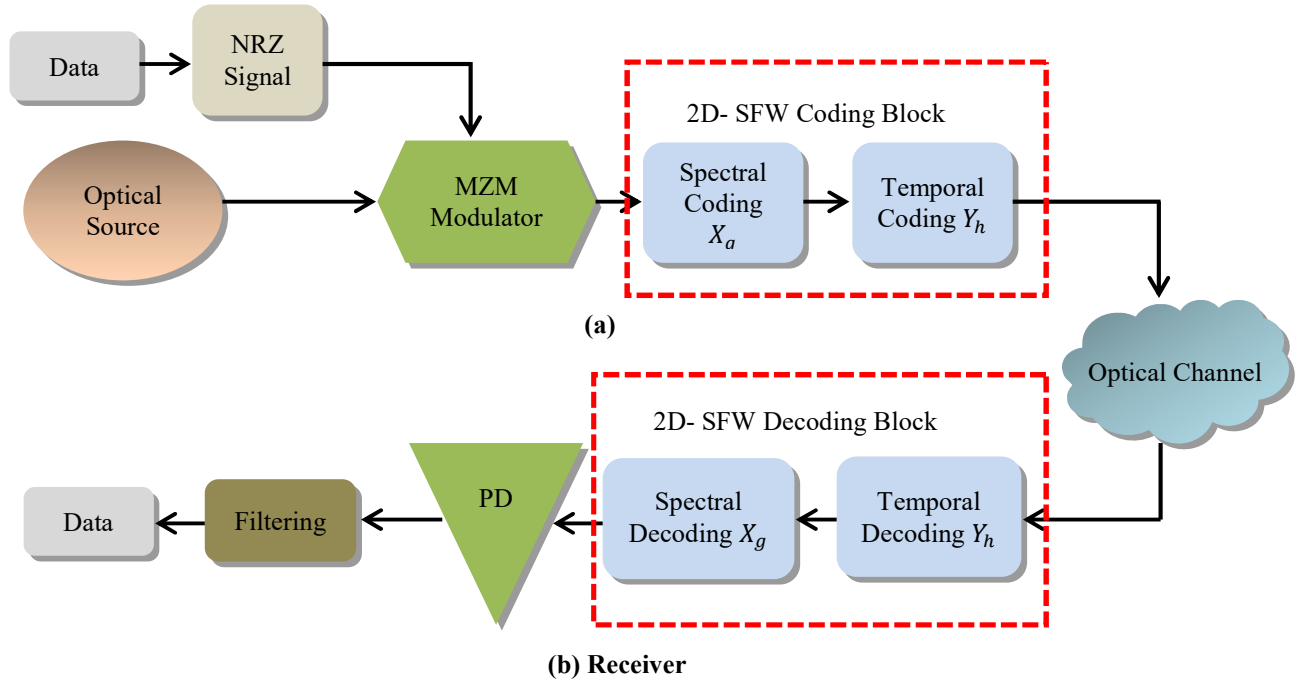 Data
NRZ
Signal
2D- SFW Coding Block
Optical
Source
MZM
Modulator
Spectral
Coding
X_g
Temporal
Coding Y_h
(a)
Optical Channel
2D- SFW Decoding Block
Data
Filtering
PD
Spectral
Decoding X_g
Temporal
Decoding Y_h
(b) Receiver